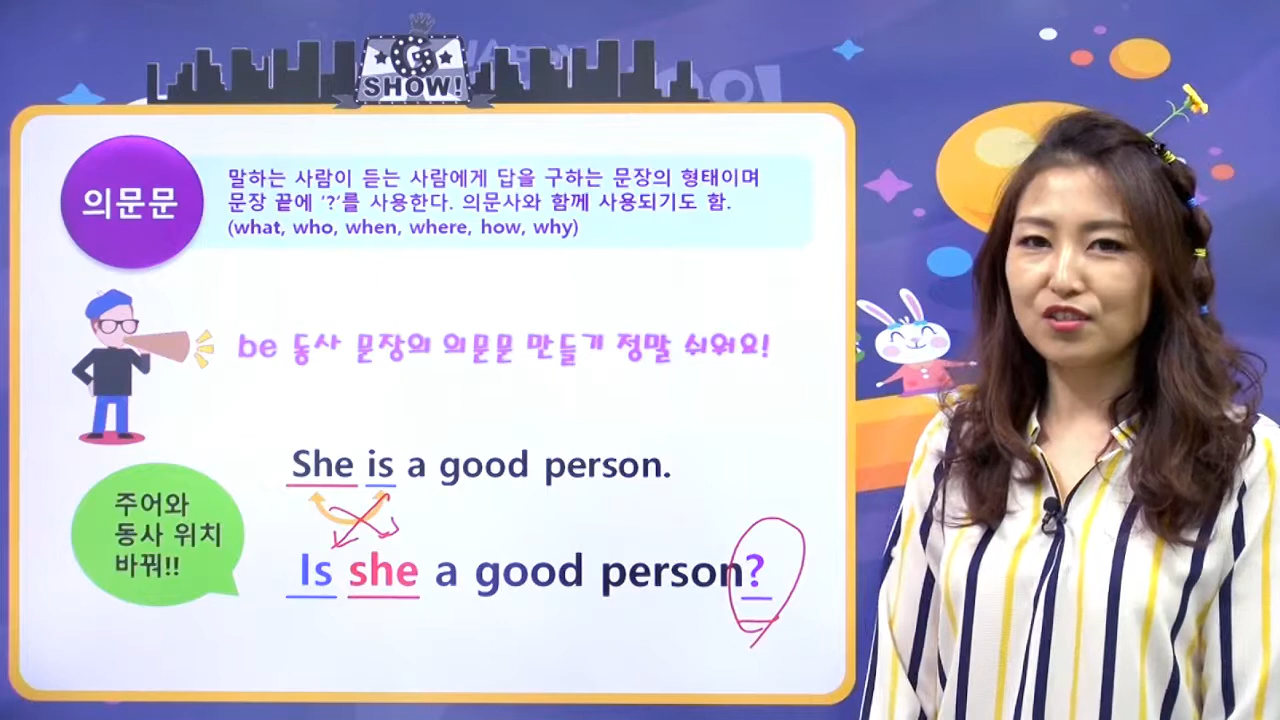 SHOW!
의문문
말하는 사람이 듣는 사람에게 답을 구하는 문장의 형태이며
문장 끝에 '?'를 사용한다. 의문사와 함께 사용되기도 함.
(what, who, when, where, how, why)
be 동사 문장의 의문문 만들기 정말 쉬워요!
She is a good person.
주어와
동사 위치
바꿔!!
Is she a good person?